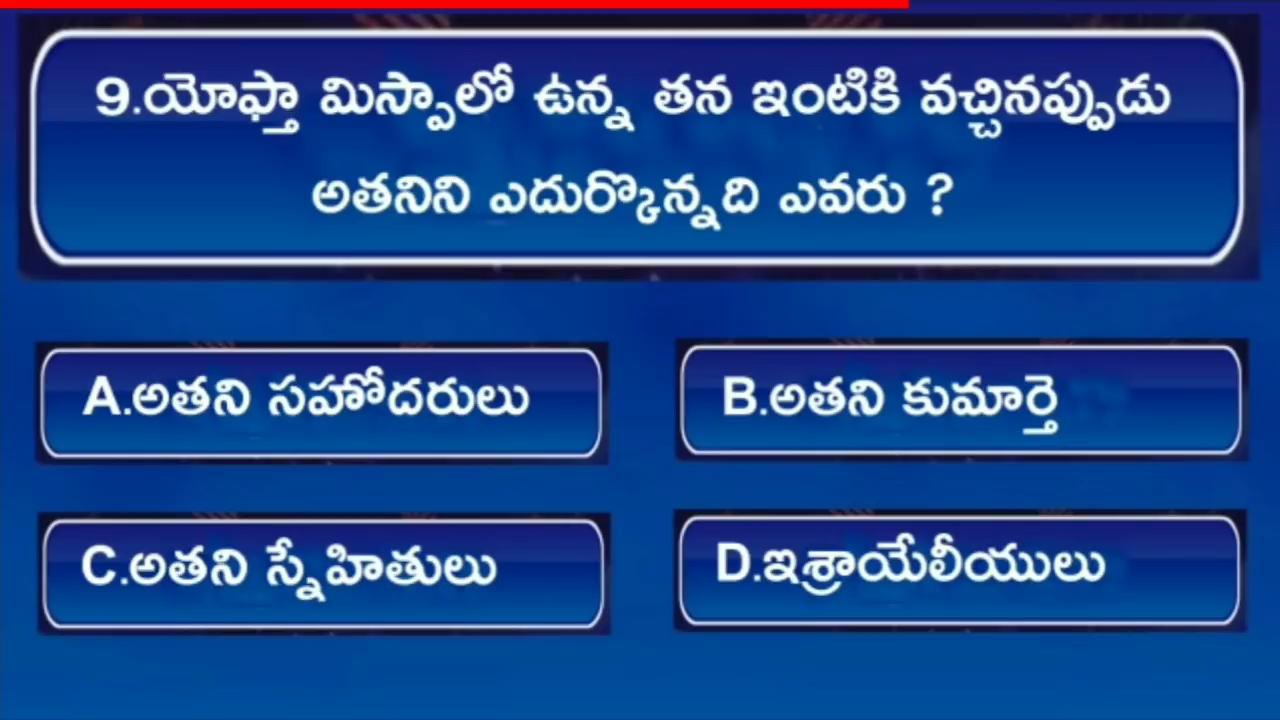 9.యోఫ్తా మిస్పాలో ఉన్న తన ఇంటికి వచ్చినప్పుడు
అతనిని ఎదుర్కొన్నది ఎవరు ?
A.అతని సహోదరులు
B.అతని కుమార్తె
C.అతని స్నేహితులు
D.ఇశ్రాయేలీయులు